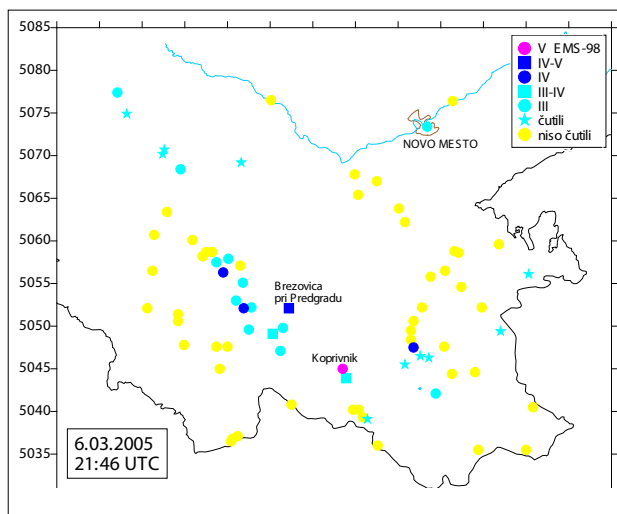 5085
5080
5075
5070
5065
5060
5055
5050
5045
5040
5035
V EMS-98
IV-V
IV
III-IV
III
čutili
niso čutili
NOVO MESTO
Brezovica
pri Predgradu
Koprivnik
6.03.2005
21:46 UTC